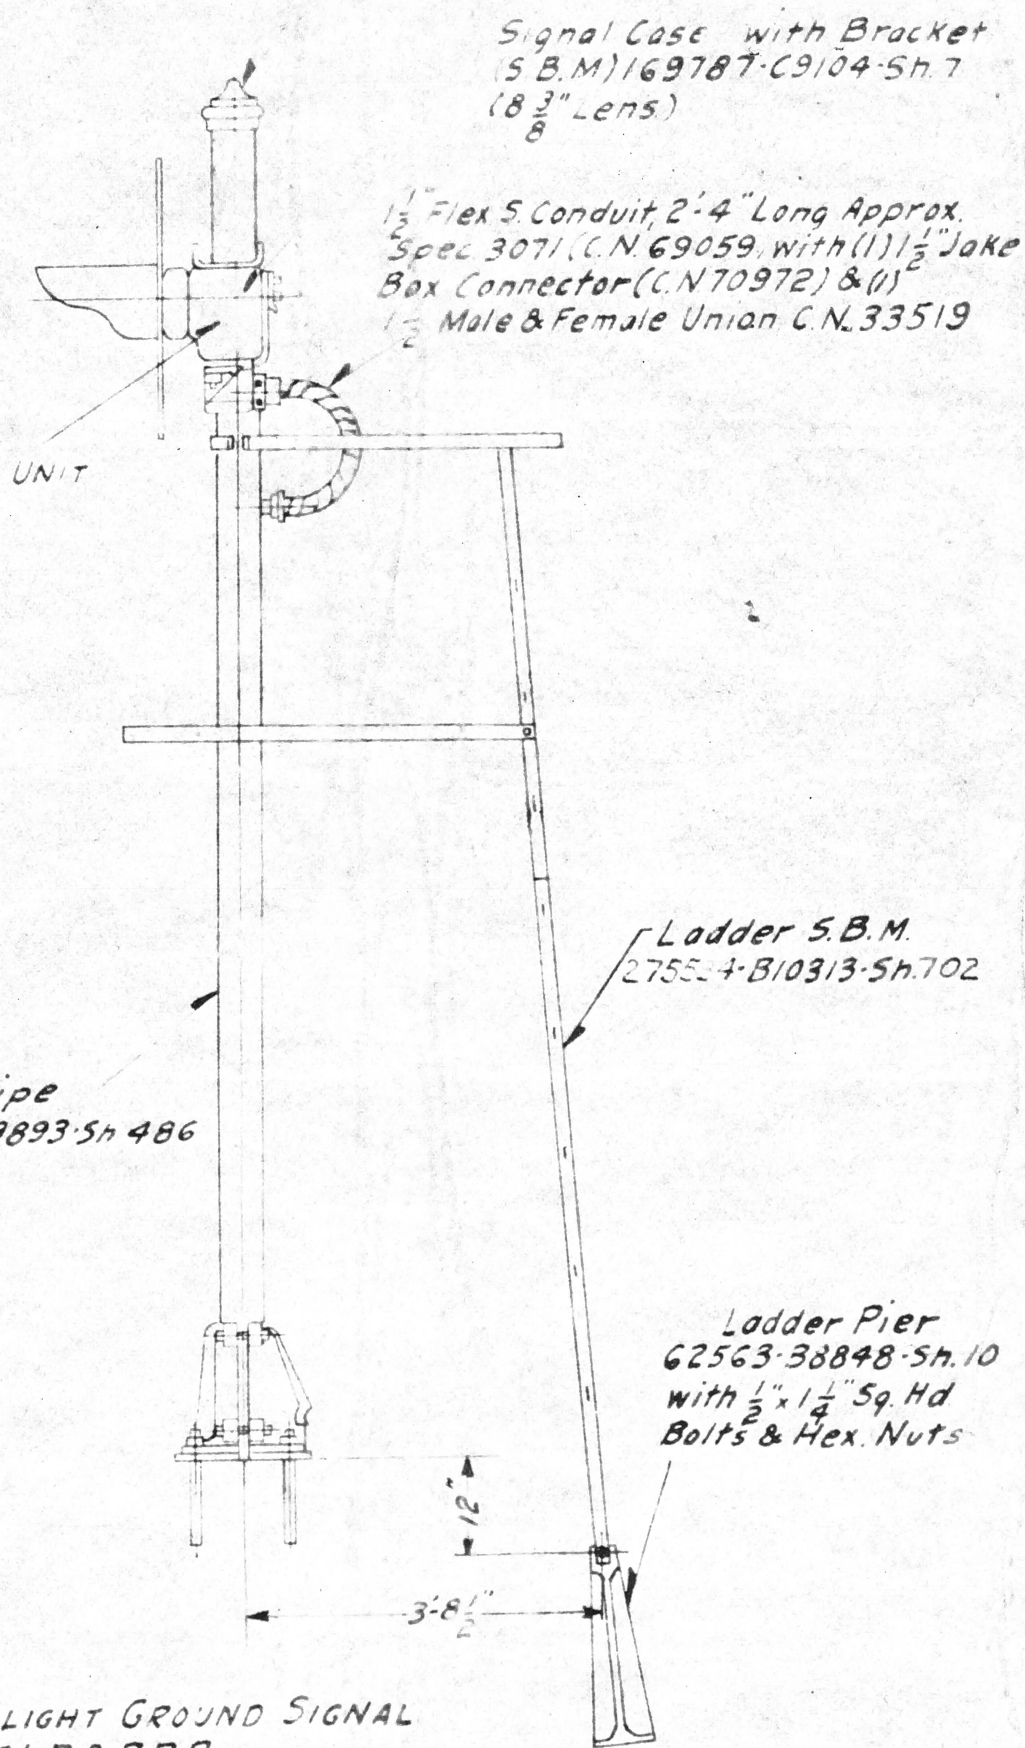 Signal Case with Bracket
(S.B.M) 169787-C9104-Sh.7
(8 3/8" Lens)
1 1/2" Flex S. Conduit, 2'-4" Long Approx.
Spec 3071 (C.N. 69059) with (1) 1 1/2" Jake
Box Connector (C.N 70972) & (1)
1 1/2 Male & Female Union C.N. 33519
UNIT
Ladder S.B.M.
B10313-Sh.702
ipe
9893-Sh 486
Ladder Pier
62563-38848-Sh.10
with 1/2" x 1 1/4" Sq. Hd
Bolts & Hex. Nuts
12"
3'-8 1/2"
LIGHT GROUND SIGNAL